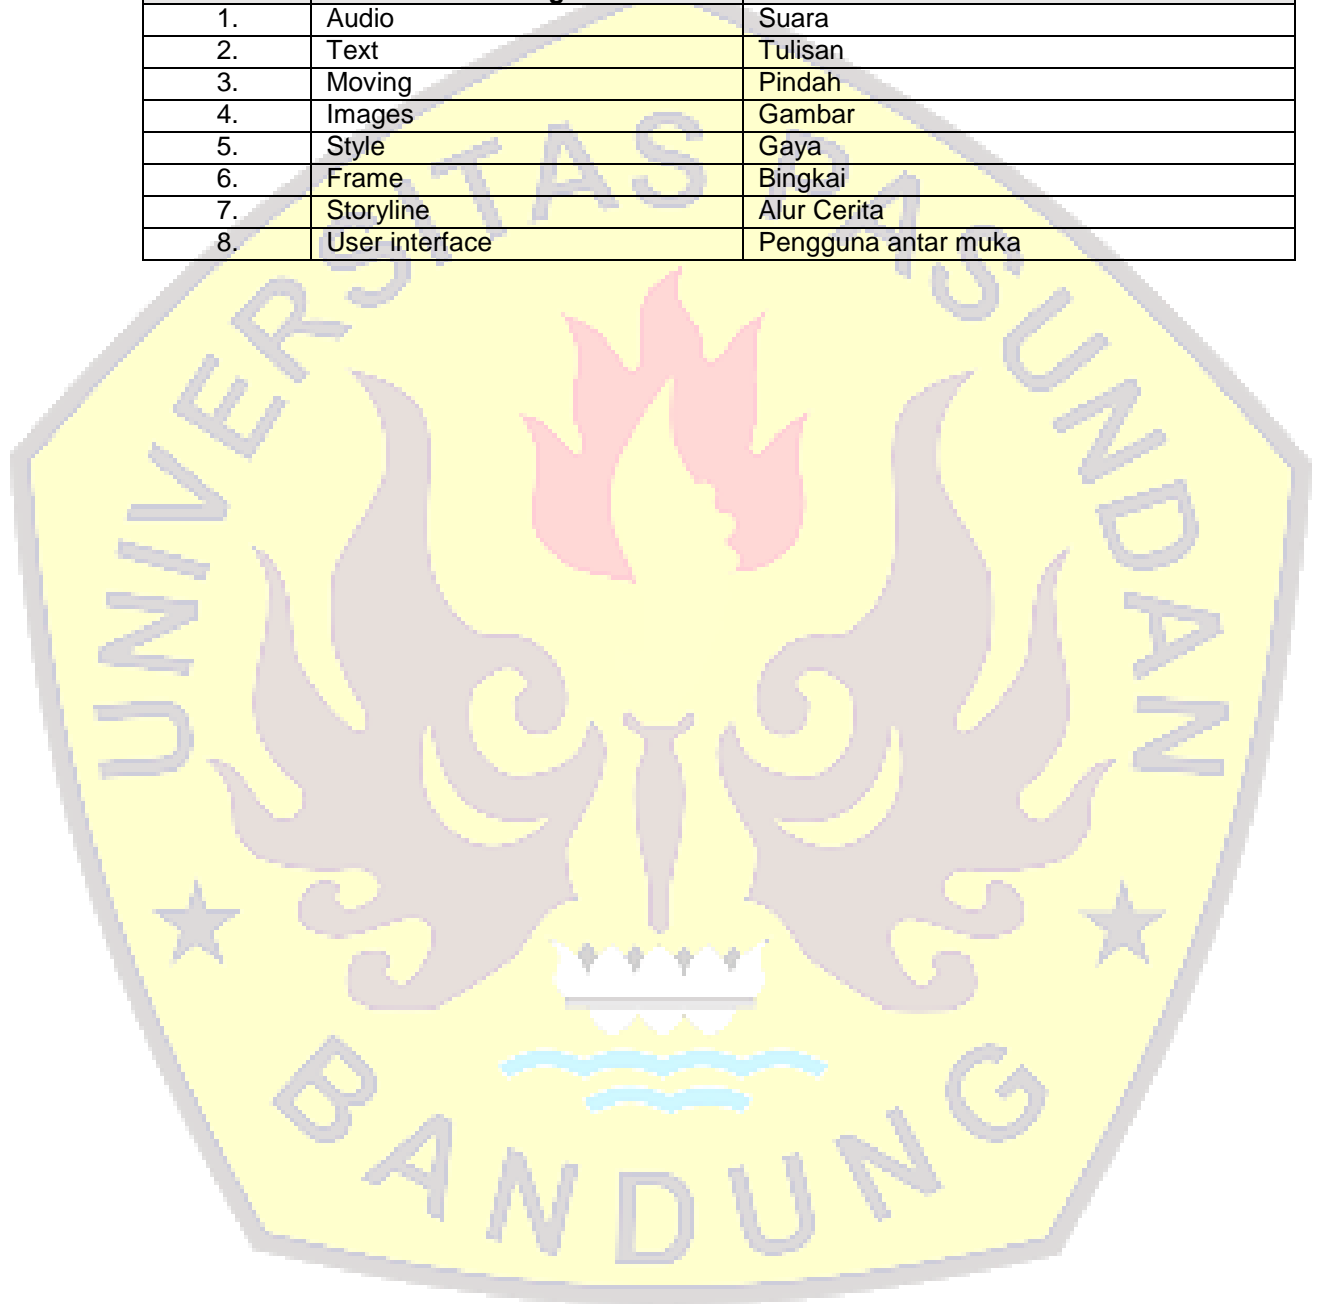 1. Audio Suara
2. Text Tulisan
3. Moving Pindah
4. Images Gambar
5. Style Gaya
6. Frame Bingkai
7. Storyline Alur Cerita
8. User interface Pengguna antar muka
UNIVERSITAS PASUNDAN
BANDUNG